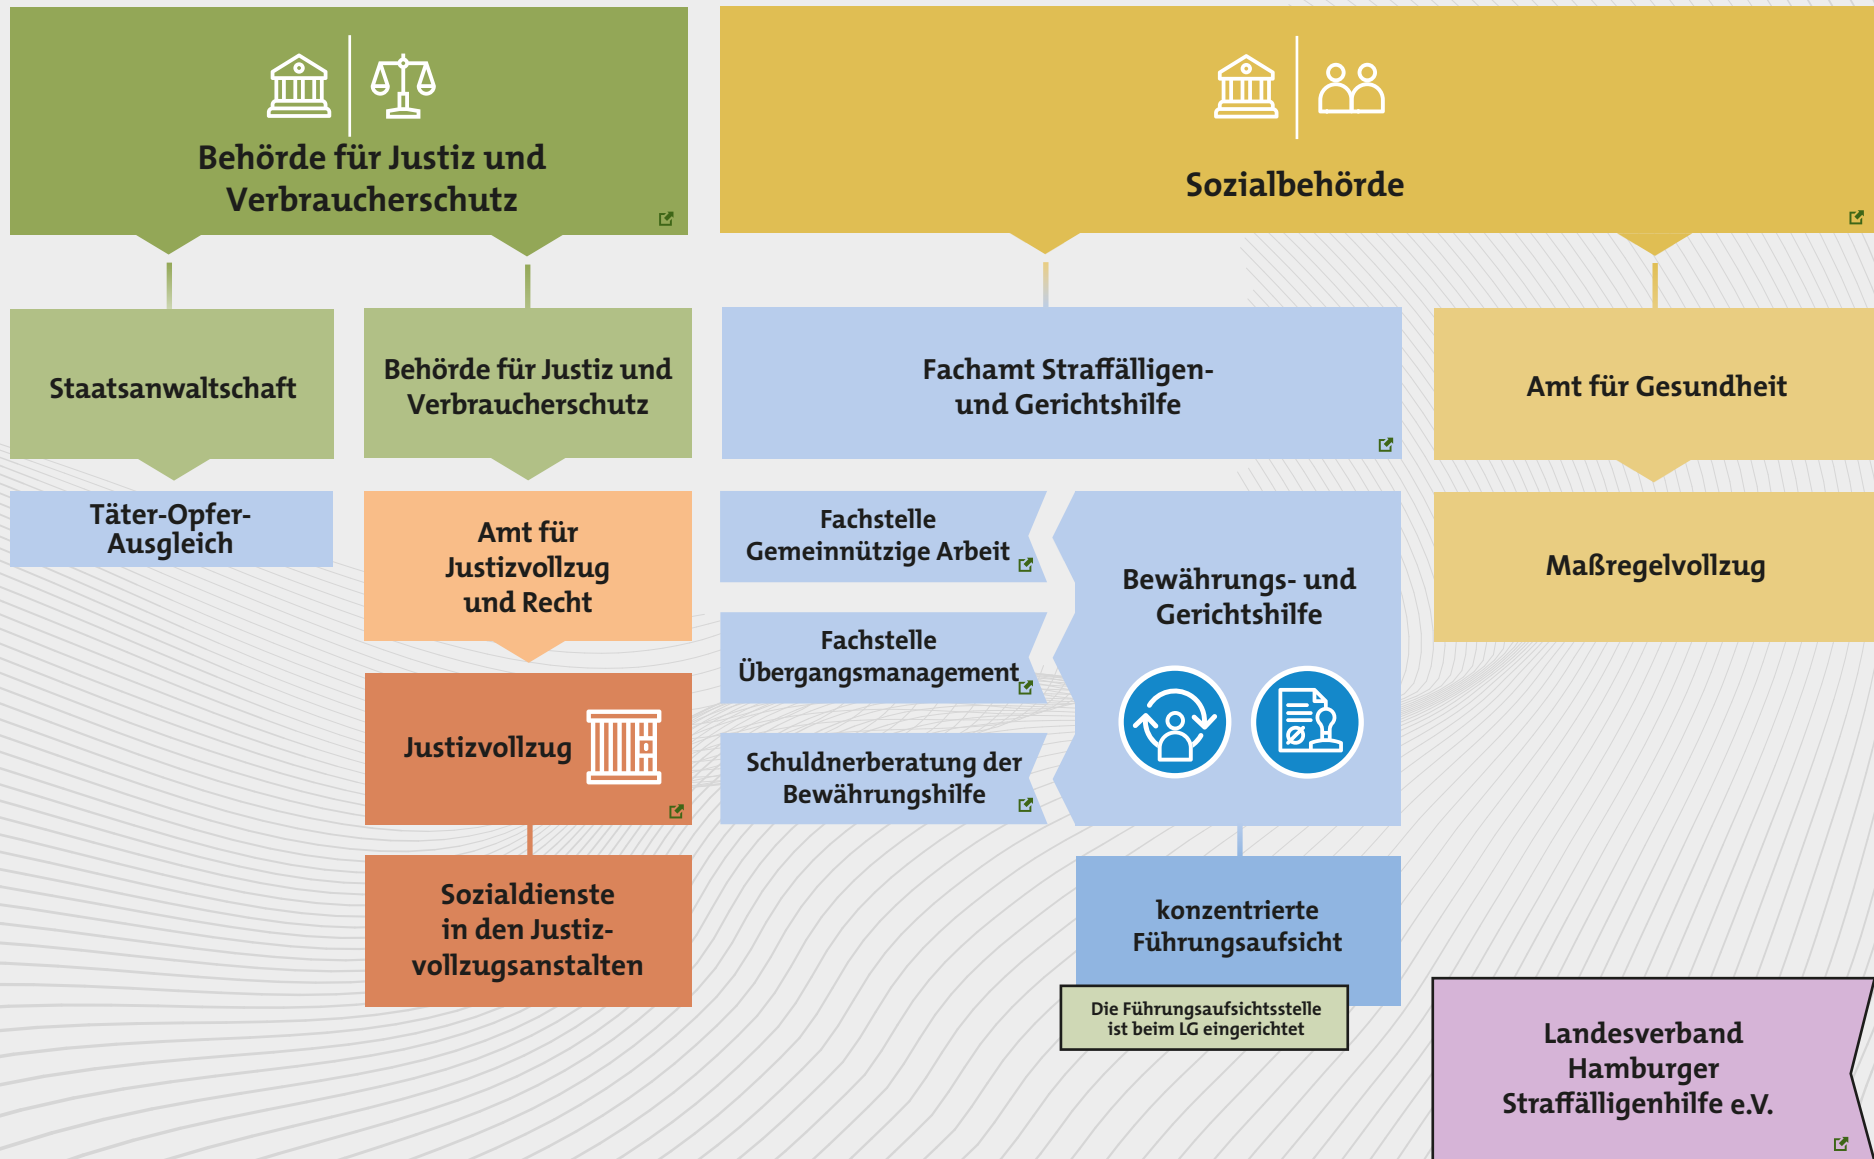 Behörde für Justiz und
Verbraucherschutz
Sozialbehörde
Staatsanwaltschaft
Behörde für Justiz und
Verbraucherschutz
Fachamt Straffälligen-
und Gerichtshilfe
Amt für Gesundheit
Täter-Opfer-
Ausgleich
Amt für
Justizvollzug
und Recht
Fachstelle
Gemeinnützige Arbeit
Fachstelle
Übergangsmanagement
Schuldnerberatung der
Bewährungshilfe
Bewährungs- und
Gerichtshilfe
Maßregelvollzug
Justizvollzug
Sozialdienste
in den Justiz-
vollzugsanstalten
konzentrierte
Führungsaufsicht
Die Führungsaufsichtsstelle
ist beim LG eingerichtet
Landesverband
Hamburger
Straffälligenhilfe e.V.